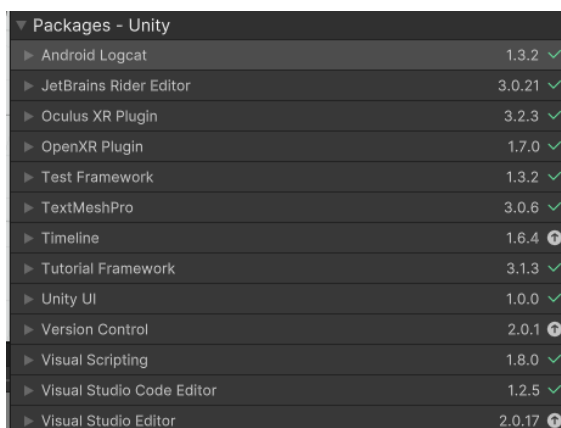 Packages - Unity
Android Logcat 1.3.2
JetBrains Rider Editor 3.0.21
Oculus XR Plugin 3.2.3
OpenXR Plugin 1.7.0
Test Framework 1.3.2
TextMeshPro 3.0.6
Timeline 1.6.4
Tutorial Framework 3.1.3
Unity UI 1.0.0
Version Control 2.0.1
Visual Scripting 1.8.0
Visual Studio Code Editor 1.2.5
Visual Studio Editor 2.0.17